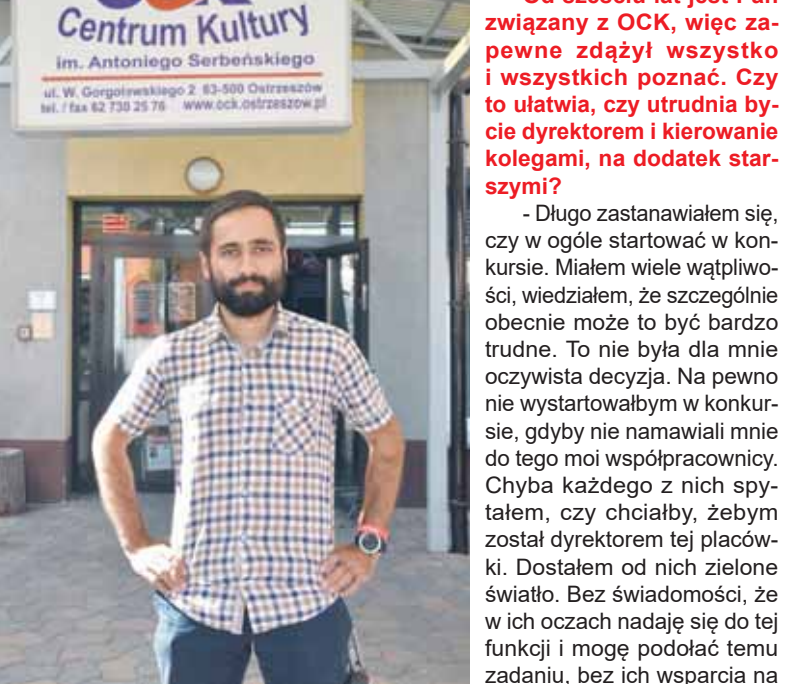 OCK
Centrum Kultury
im. Antoniego Serbeńskiego
ul. W. Gorgolewskiego 2 63-500 Ostrzeszów
tel. / fax 62 730 25 76 www.ock.ostrzeszow.pl
Od sześciu lat jest Pan
związany z OCK, więc za-
pewne zdążył wszystko
i wszystkich poznać. Czy
to ułatwia, czy utrudnia by-
cie dyrektorem i kierowanie
kolegami, na dodatek star-
szymi?
- Długo zastanawiałem się,
czy w ogóle startować w kon-
kursie. Miałem wiele wątpliwo-
ści, wiedziałem, że szczególnie
obecnie może to być bardzo
trudne. To nie była dla mnie
oczywista decyzja. Na pewno
nie wystartowałbym w konkur-
sie, gdyby nie namawiali mnie
do tego moi współpracownicy.
Chyba każdego z nich spy-
tałem, czy chciałby, żebym
został dyrektorem tej placów-
ki. Dostałem od nich zielone
światło. Bez świadomości, że
w ich oczach nadaję się do tej
funkcji i mogę podołać temu
zadaniu, bez ich wsparcia na